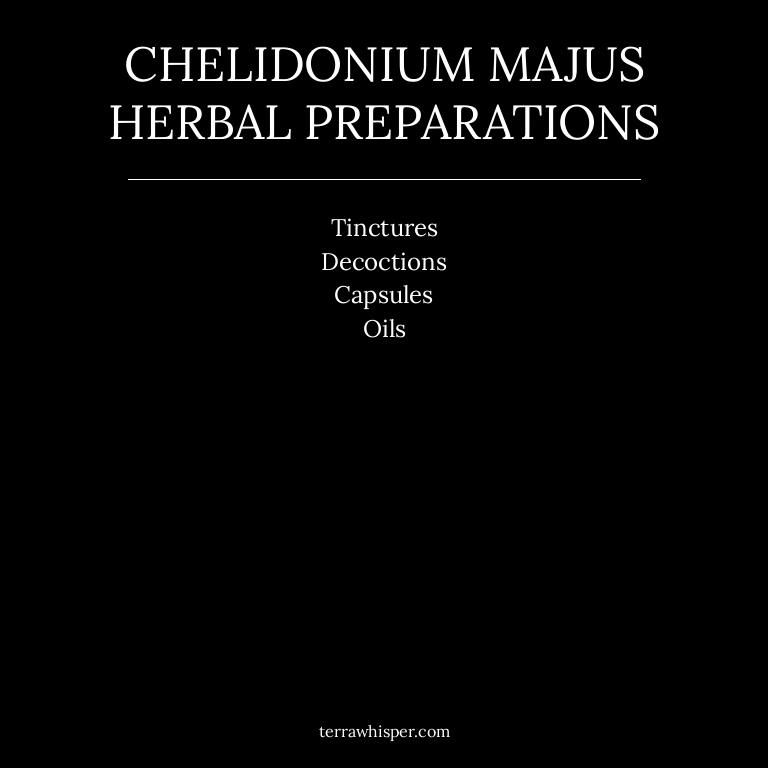 CHELIDONIUM MAJUS
HERBAL PREPARATIONS
Tinctures
Decoctions
Capsules
Oils
terrawhisper.com